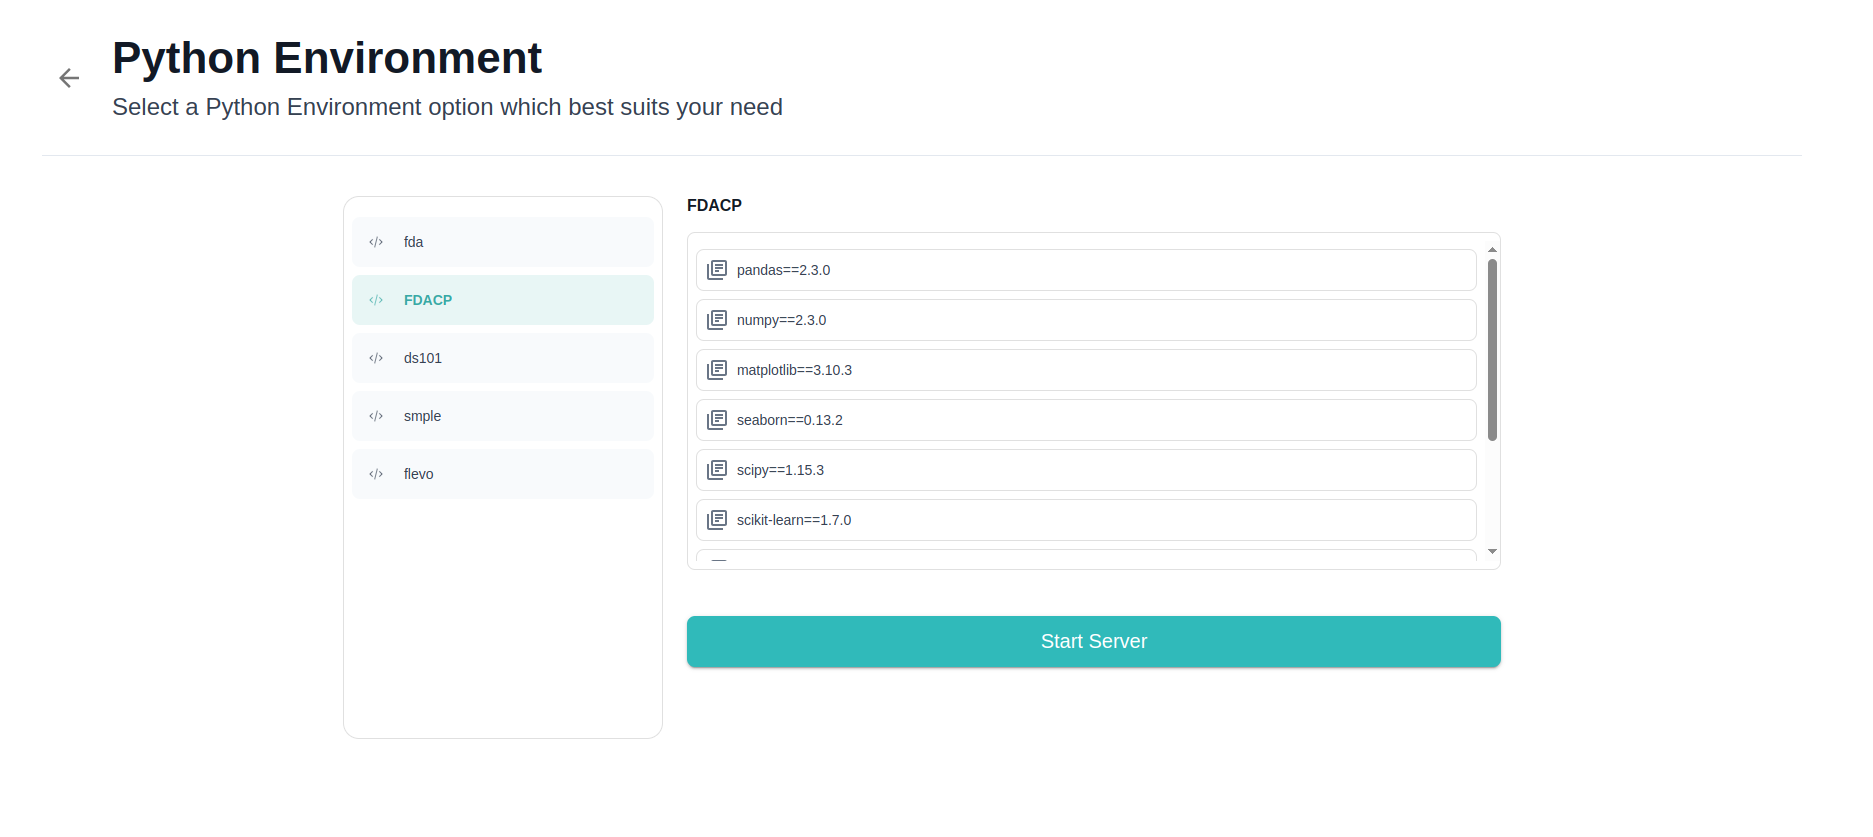 Python Environment
Select a Python Environment option which best suits your need
fda
FDACP
ds101
smple
flevo
FDACP
pandas==2.3.0
numpy==2.3.0
matplotlib==3.10.3
seaborn==0.13.2
scipy==1.15.3
scikit-learn==1.7.0
Start Server